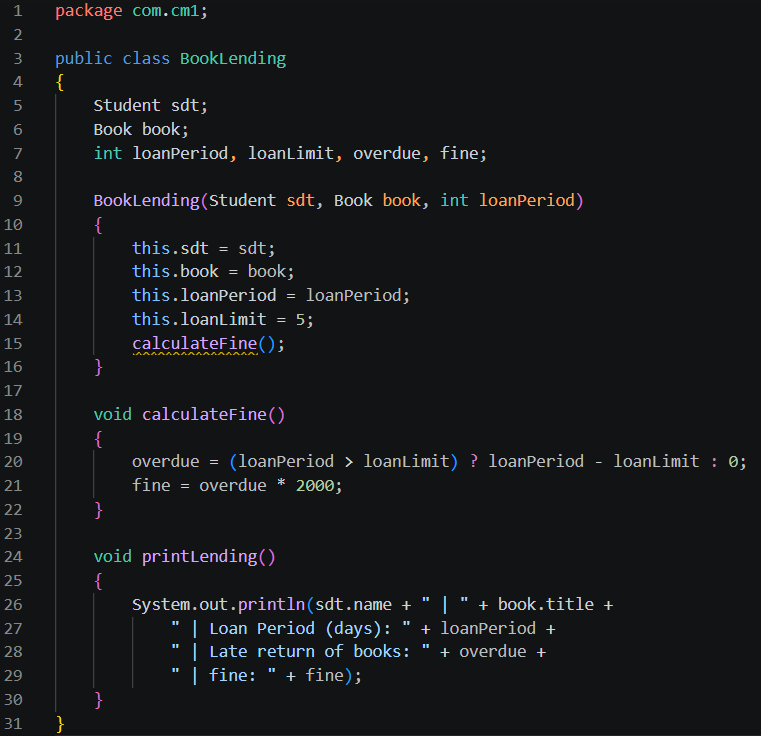 1 package com.cm1;
2
3 public class BookLending
4 {
5     Student sdt;
6     Book book;
7     int loanPeriod, loanLimit, overdue, fine;
8
9     BookLending(Student sdt, Book book, int loanPeriod)
10     {
11         this.sdt = sdt;
12         this.book = book;
13         this.loanPeriod = loanPeriod;
14         this.loanLimit = 5;
15         calculateFine();
16     }
17
18     void calculateFine()
19     {
20         overdue = (loanPeriod > loanLimit) ? loanPeriod - loanLimit : 0;
21         fine = overdue * 2000;
22     }
23
24     void printLending()
25     {
26         System.out.println(sdt.name + " | " + book.title +
27             " | Loan Period (days): " + loanPeriod +
28             " | Late return of books: " + overdue +
29             " | fine: " + fine);
30     }
31 }